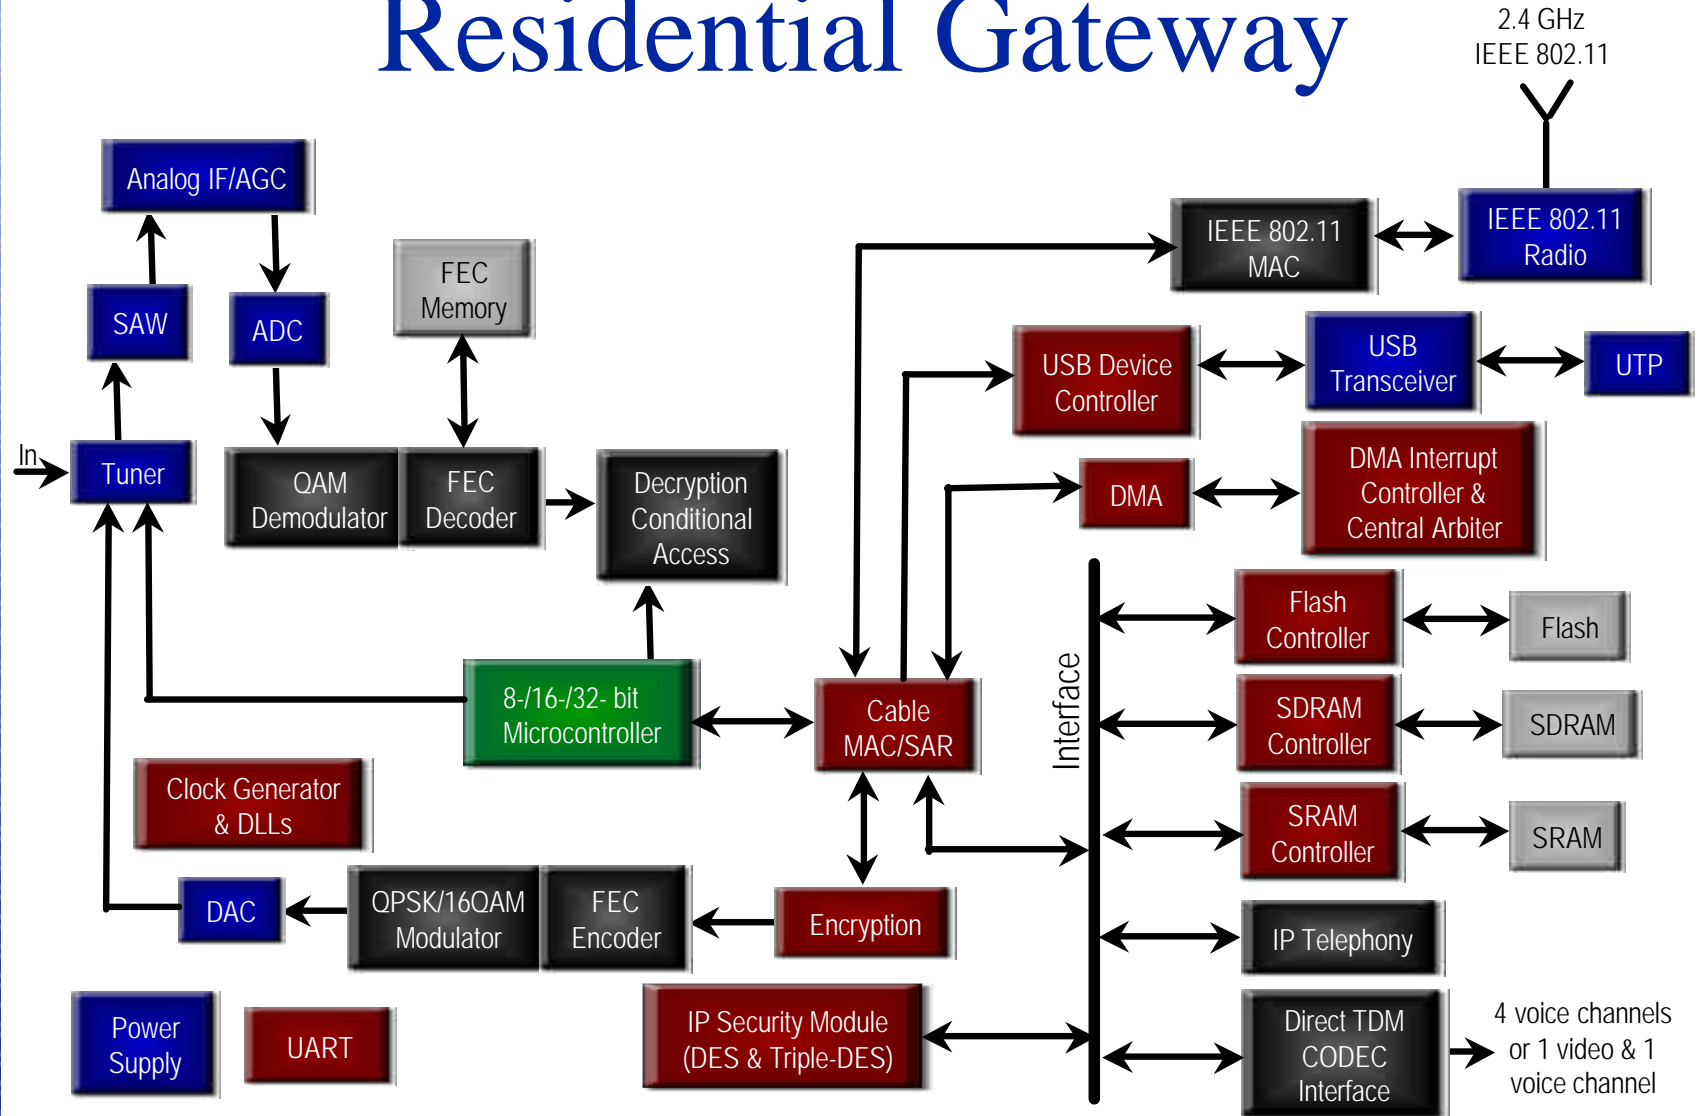 Residential Gateway
2.4 GHz
IEEE 802.11
Analog IF/AGC
IEEE 802.11
MAC
IEEE 802.11
Radio
FEC
Memory
SAW
ADC
USB Device
Controller
USB
Transceiver
UTP
In
Tuner
QAM
Demodulator
FEC
Decoder
Decryption
Conditional
Access
DMA
DMA Interrupt
Controller &
Central Arbiter
Flash
Controller
Flash
Interface
8-/16-/32- bit
Microcontroller
Cable
MAC/SAR
SDRAM
Controller
SDRAM
Clock Generator
& DLLs
SRAM
Controller
SRAM
DAC
QPSK/16QAM
Modulator
FEC
Encoder
Encryption
IP Telephony
Power
Supply
UART
IP Security Module
(DES & Triple-DES)
Direct TDM
CODEC
Interface
4 voice channels
or 1 video & 1
voice channel